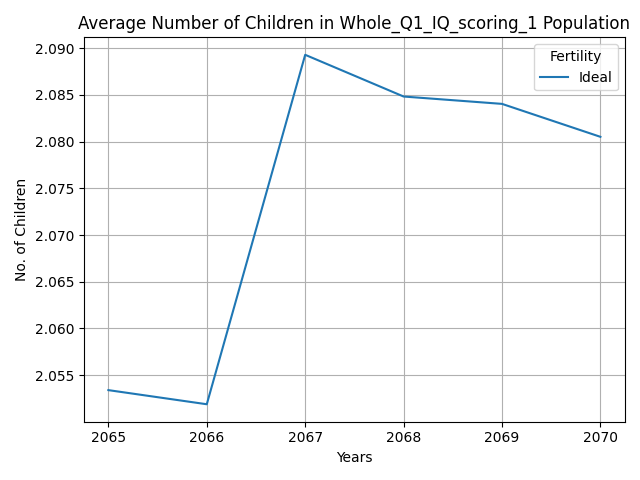 Average Number of Children in Whole_Q1_IQ_scoring_1 Population
Fertility
Ideal
2.090
2.085
2.080
2.075
2.070
2.065
2.060
2.055
No. of Children
2065 2066 2067 2068 2069 2070
Years